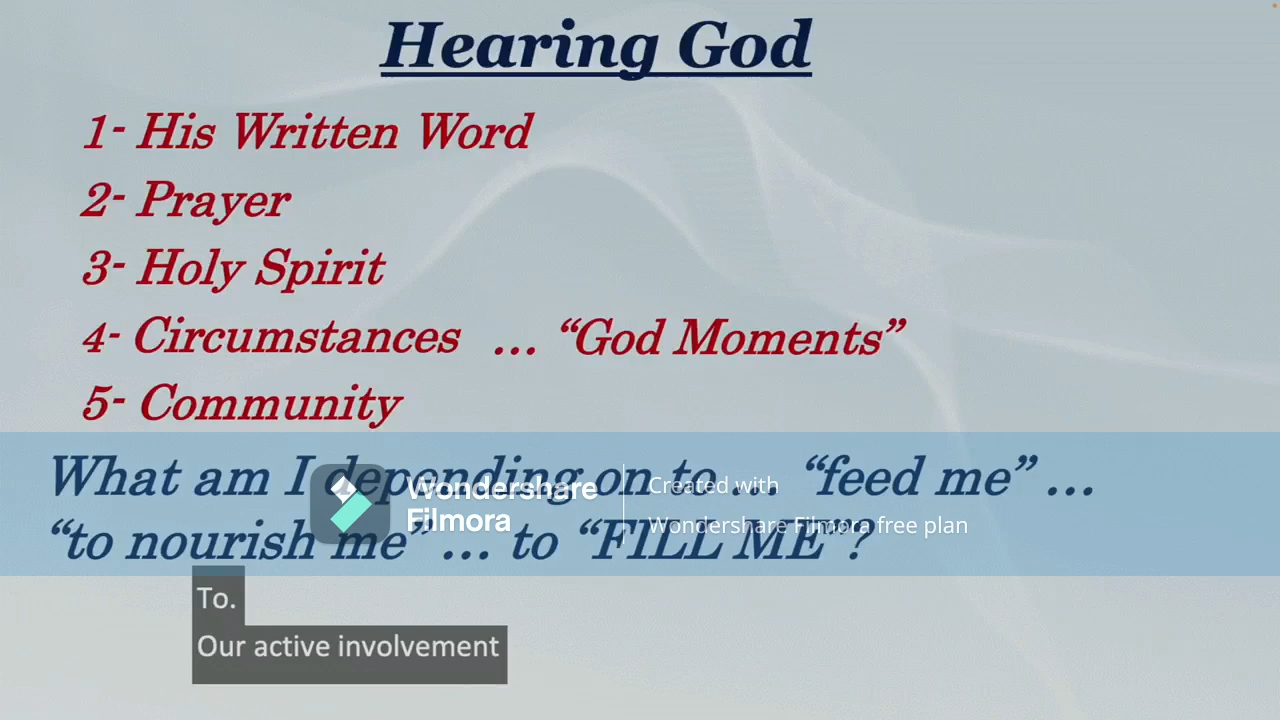 Hearing God
1- His Written Word
2- Prayer
3- Holy Spirit
4- Circumstances ... “God Moments”
5- Community
What am I depending on to ... “feed me” ...
“to nourish me” ... to “FILL ME”?
Wondershare
Filmora
Created with
Wondershare Filmora free plan
To.
Our active involvement